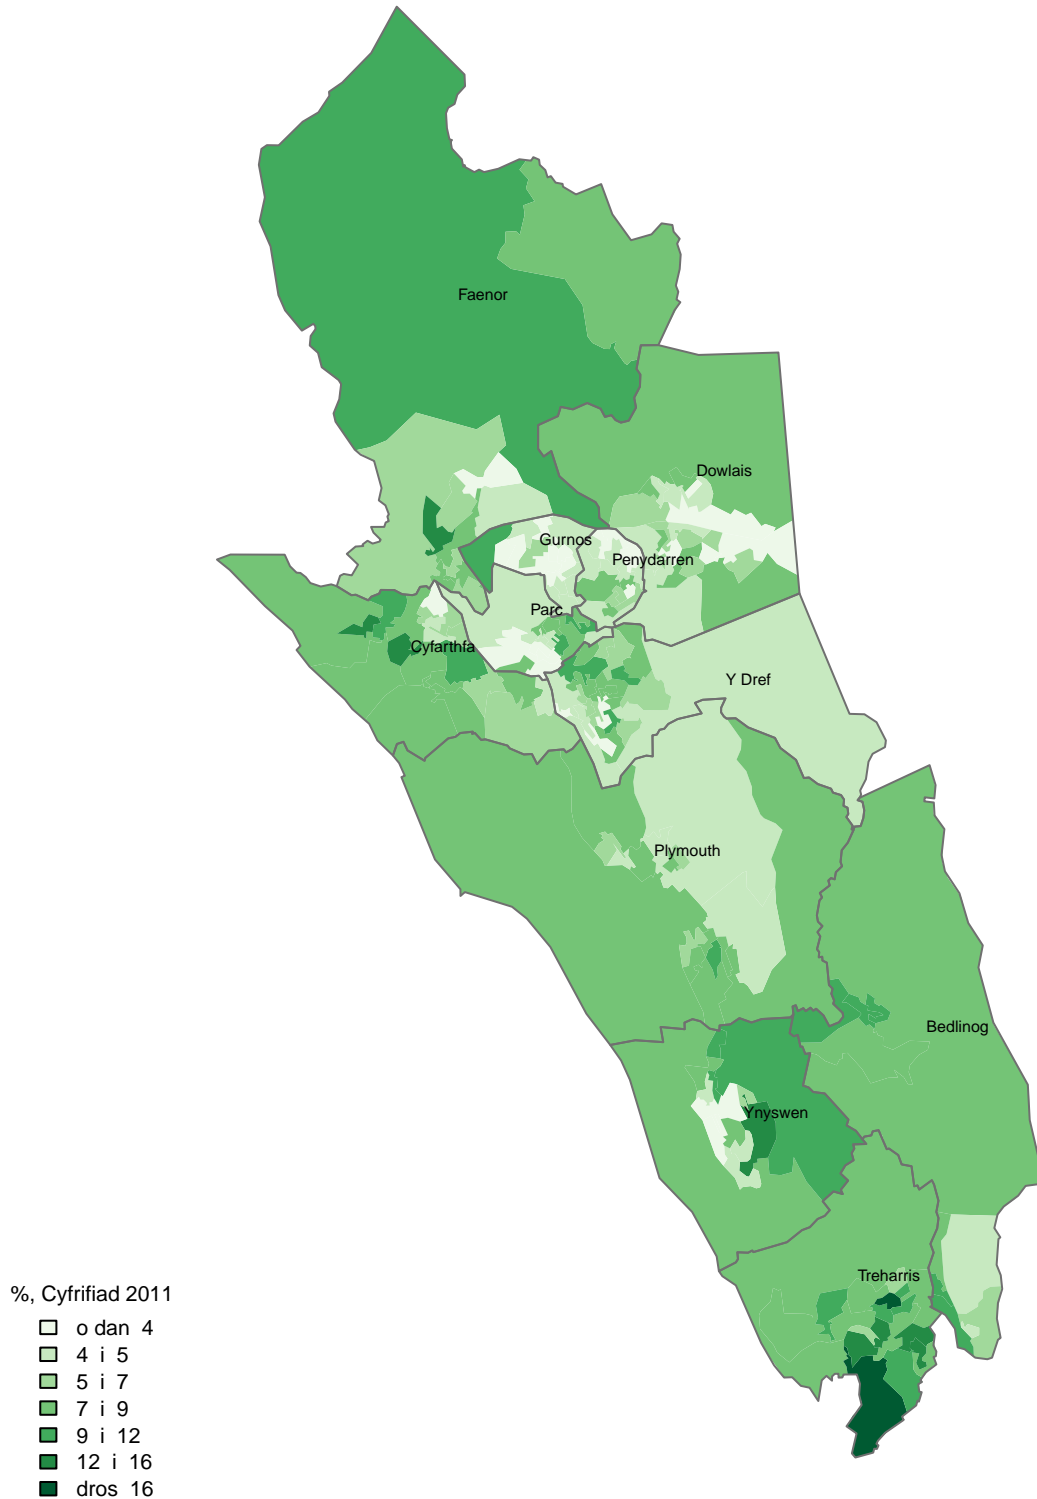 Faenor
Dowlais
Gurnos
Penydarren
Parc
Cyfarthfa
Y Dref
Plymouth
Bedlinog
Ynyswen
Treharris
%, Cyfrifiad 2011
o dan 4
4 i 5
5 i 7
7 i 9
9 i 12
12 i 16
dros 16